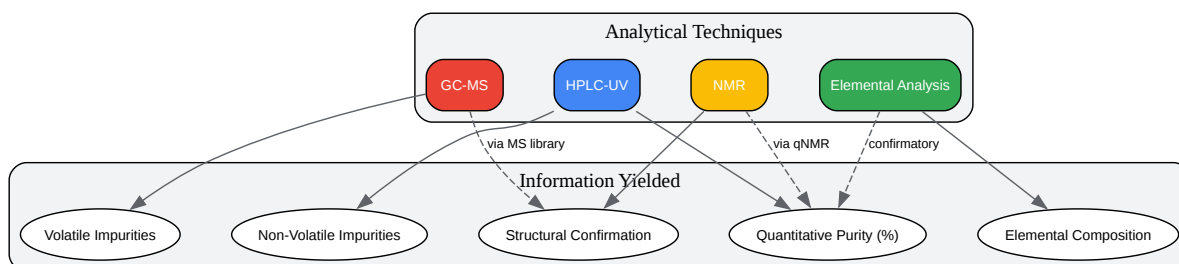 Analytical Techniques
GC-MS
HPLC-UV
NMR
Elemental Analysis
via MS library
via qNMR
confirmatory
Information Yielded
Volatile Impurities
Non-Volatile Impurities
Structural Confirmation
Quantitative Purity (%)
Elemental Composition